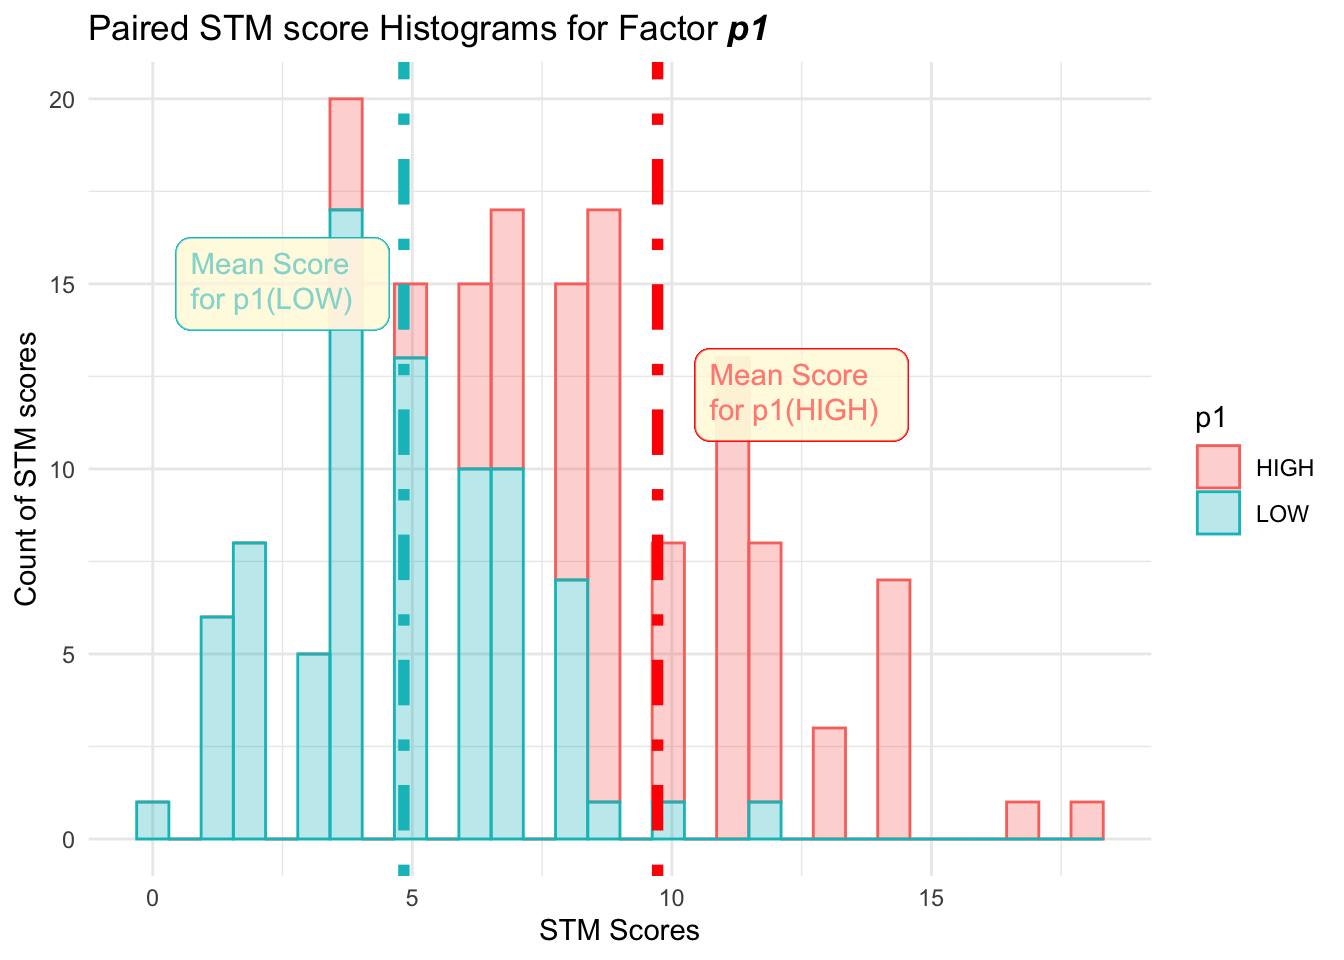 Paired STM score Histograms for Factor p1
20
15
10
5
0
Count of STM scores
Mean Score
for p1(LOW)
Mean Score
for p1(HIGH)
p1
HIGH
LOW
0 5 10 15
STM Scores